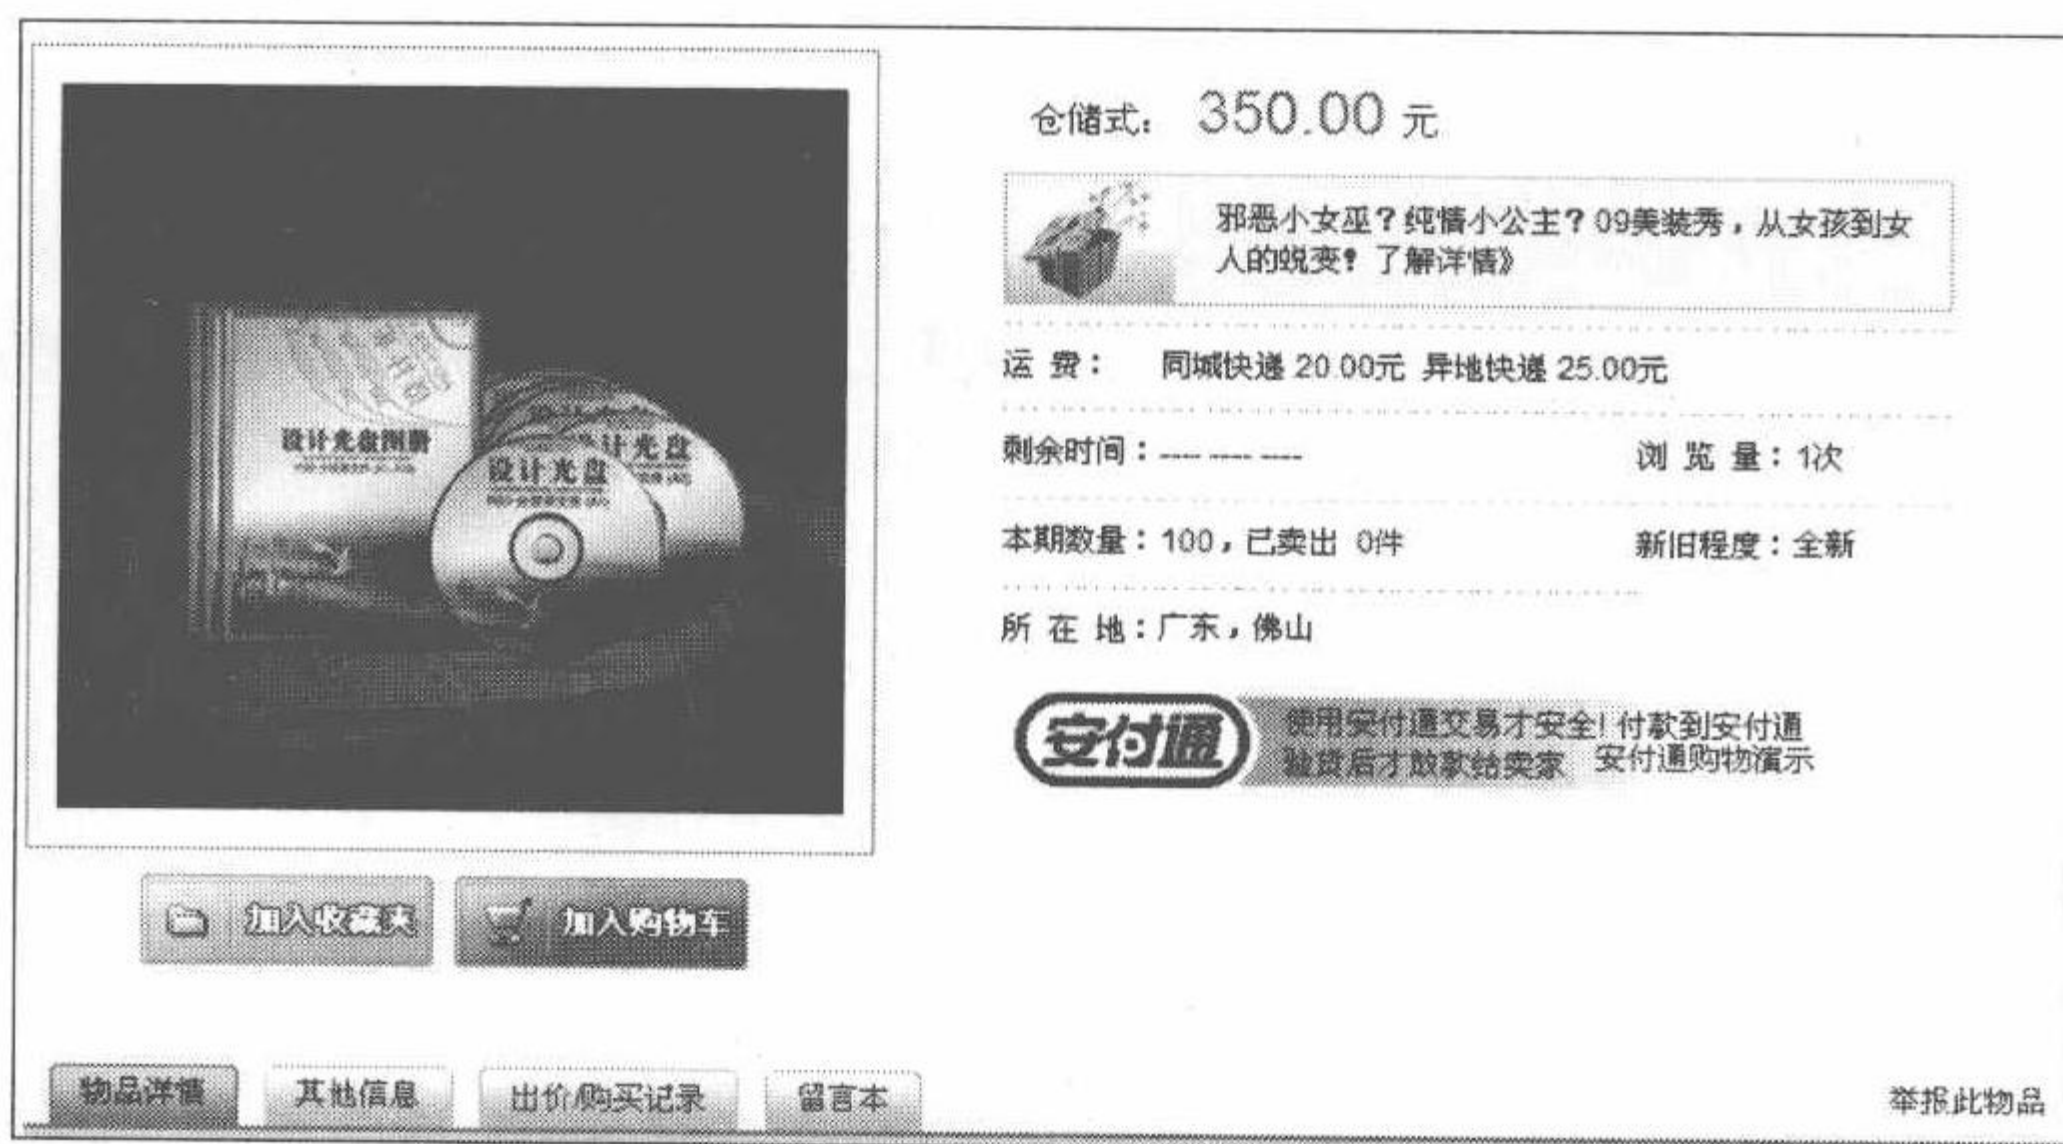 仓储式： 350.00 元
邪恶小女巫？纯情小公主？09美装秀，从女孩到女
人的蜕变！了解详情》
运 费： 同城快递 20.00元 异地快递 25.00元
剩余时间：---- ---- ----
浏 览 量：1次
本期数量：100，已卖出 0件
新旧程度：全新
所 在 地：广东，佛山
安付通
使用安付通交易才安全！付款到安付通
验货后才放款给卖家 安付通购物演示
设计光盘图册
计光盘
设计光盘
加入收藏夹
加入购物车
物品详情
其他信息
出价/购买记录
留言本
举报此物品